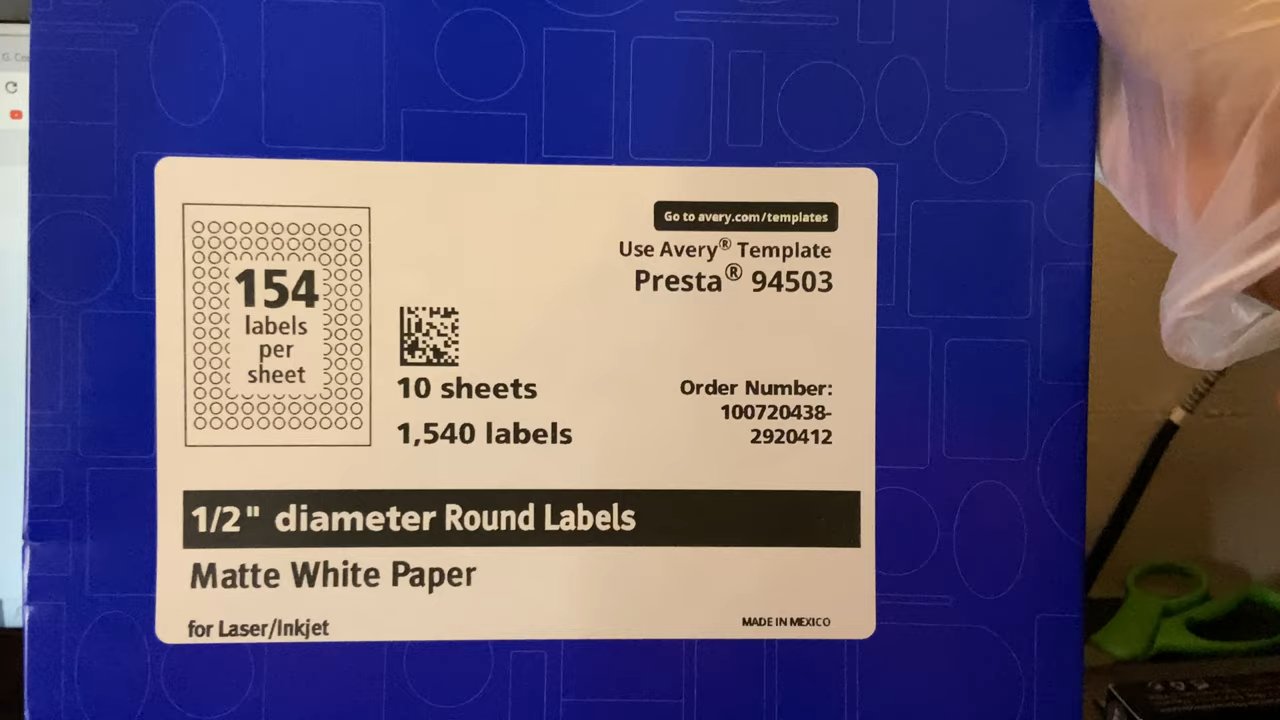 G. Co
154
labels
per
sheet
10 sheets
1,540 labels
Go to avery.com/templates
Use Avery® Template
Presta® 94503
Order Number:
100720438-
2920412
1/2" diameter Round Labels
Matte White Paper
for Laser/Inkjet
MADE IN MEXICO